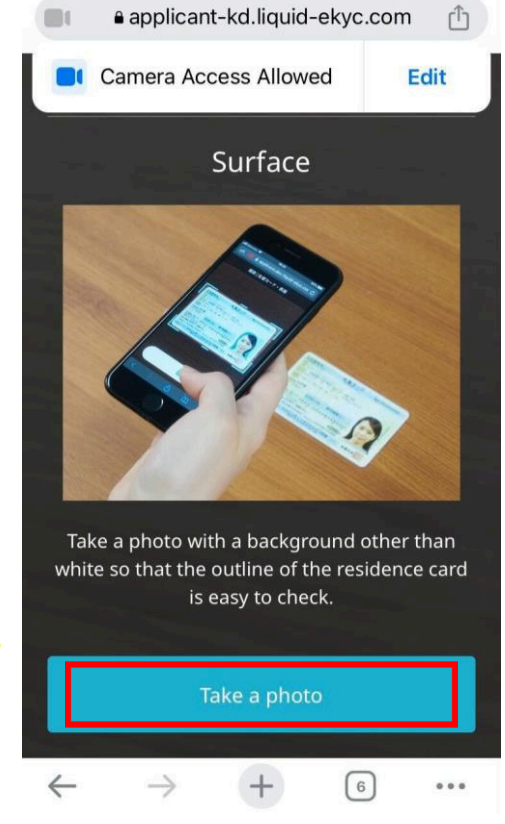 applicant-kd.liquid-ekyc.com
Camera Access Allowed
Edit
Surface
Take a photo with a background other than
white so that the outline of the residence card
is easy to check.
Take a photo
6